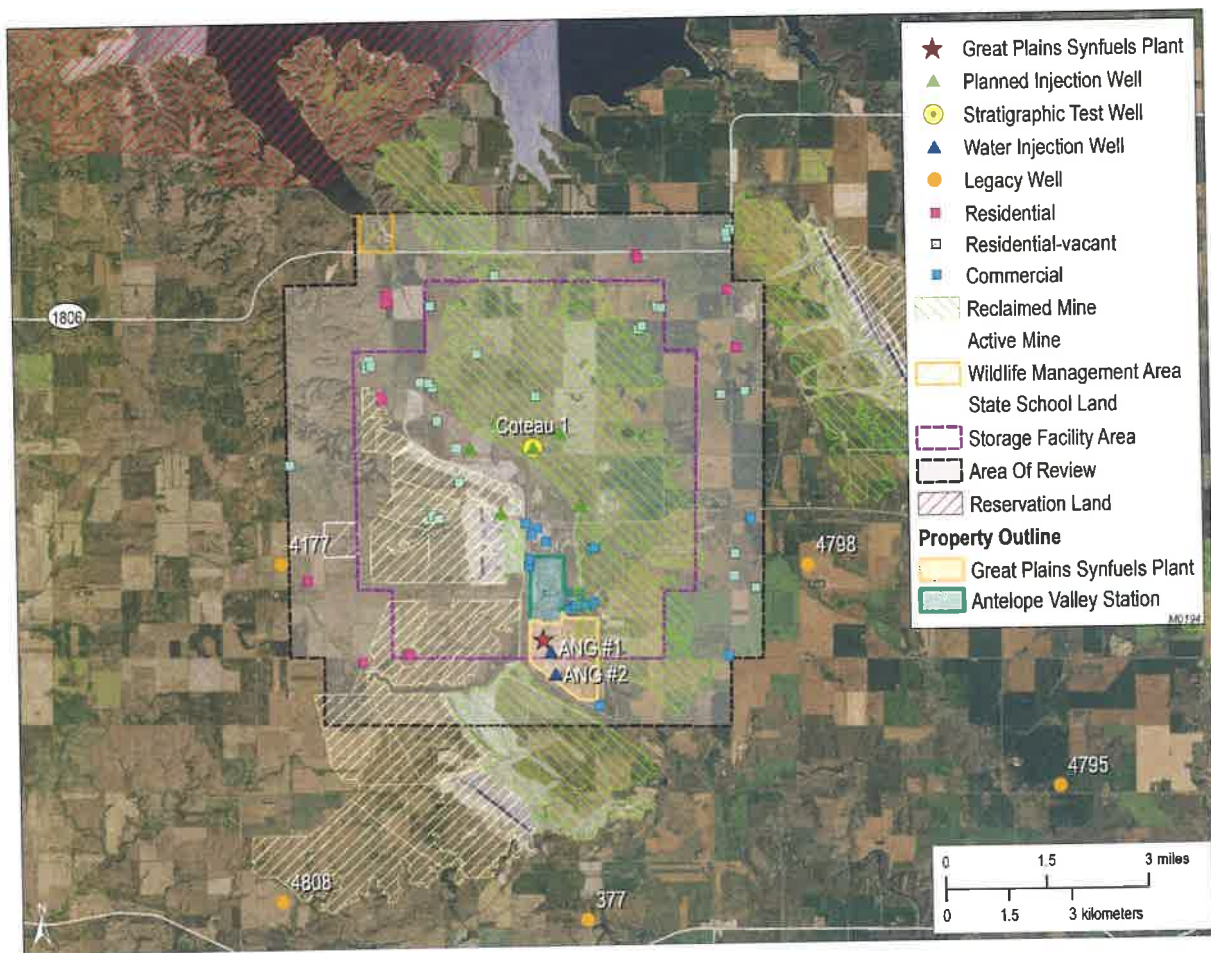 Great Plains Synfuels Plant
Planned Injection Well
Stratigraphic Test Well
Water Injection Well
Legacy Well
Residential
Residential-vacant
Commercial
Reclaimed Mine
Active Mine
Wildlife Management Area
State School Land
Storage Facility Area
Area Of Review
Reservation Land
Property Outline
Great Plains Synfuels Plant
Antelope Valley Station
M0194
1806
Coteau 1
4177
4798
ANG #1
ANG #2
4795
4808
377
0 1.5 3 miles
0 1.5 3 kilometers
N